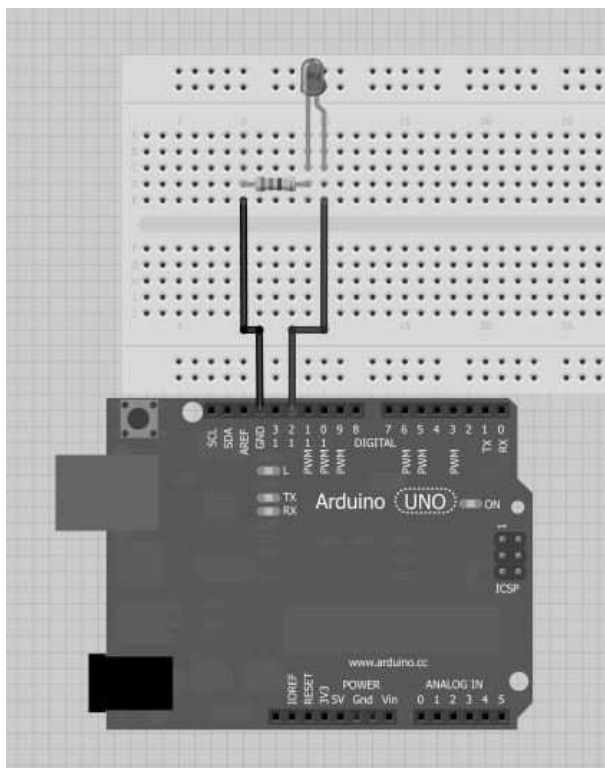 SCL
SDA
AREF
GND
13
12
PWM 11
PWM 10
PWM 9
8
DIGITAL
7
PWM 6
PWM 5
4
PWM 3
2
TX 1
RX 0
L
TX
RX
Arduino UNO
ON
1
ICSP
www.arduino.cc
POWER
ANALOG IN
IOREF
RESET
3V3
5V
Gnd
Vin
0 1 2 3 4 5